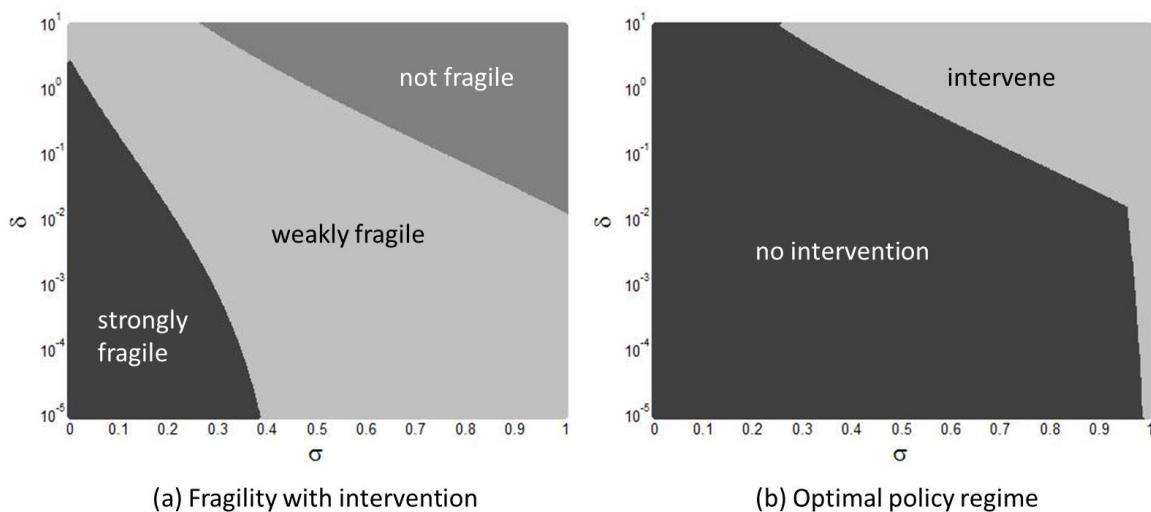 10^1
10^0
10^-1
10^-2
10^-3
10^-4
10^-5
δ
not fragile
weakly fragile
strongly
fragile
0 0.1 0.2 0.3 0.4 0.5 0.6 0.7 0.8 0.9 1
σ
(a) Fragility with intervention
10^1
10^0
10^-1
10^-2
10^-3
10^-4
10^-5
δ
intervene
no intervention
0 0.1 0.2 0.3 0.4 0.5 0.6 0.7 0.8 0.9 1
σ
(b) Optimal policy regime